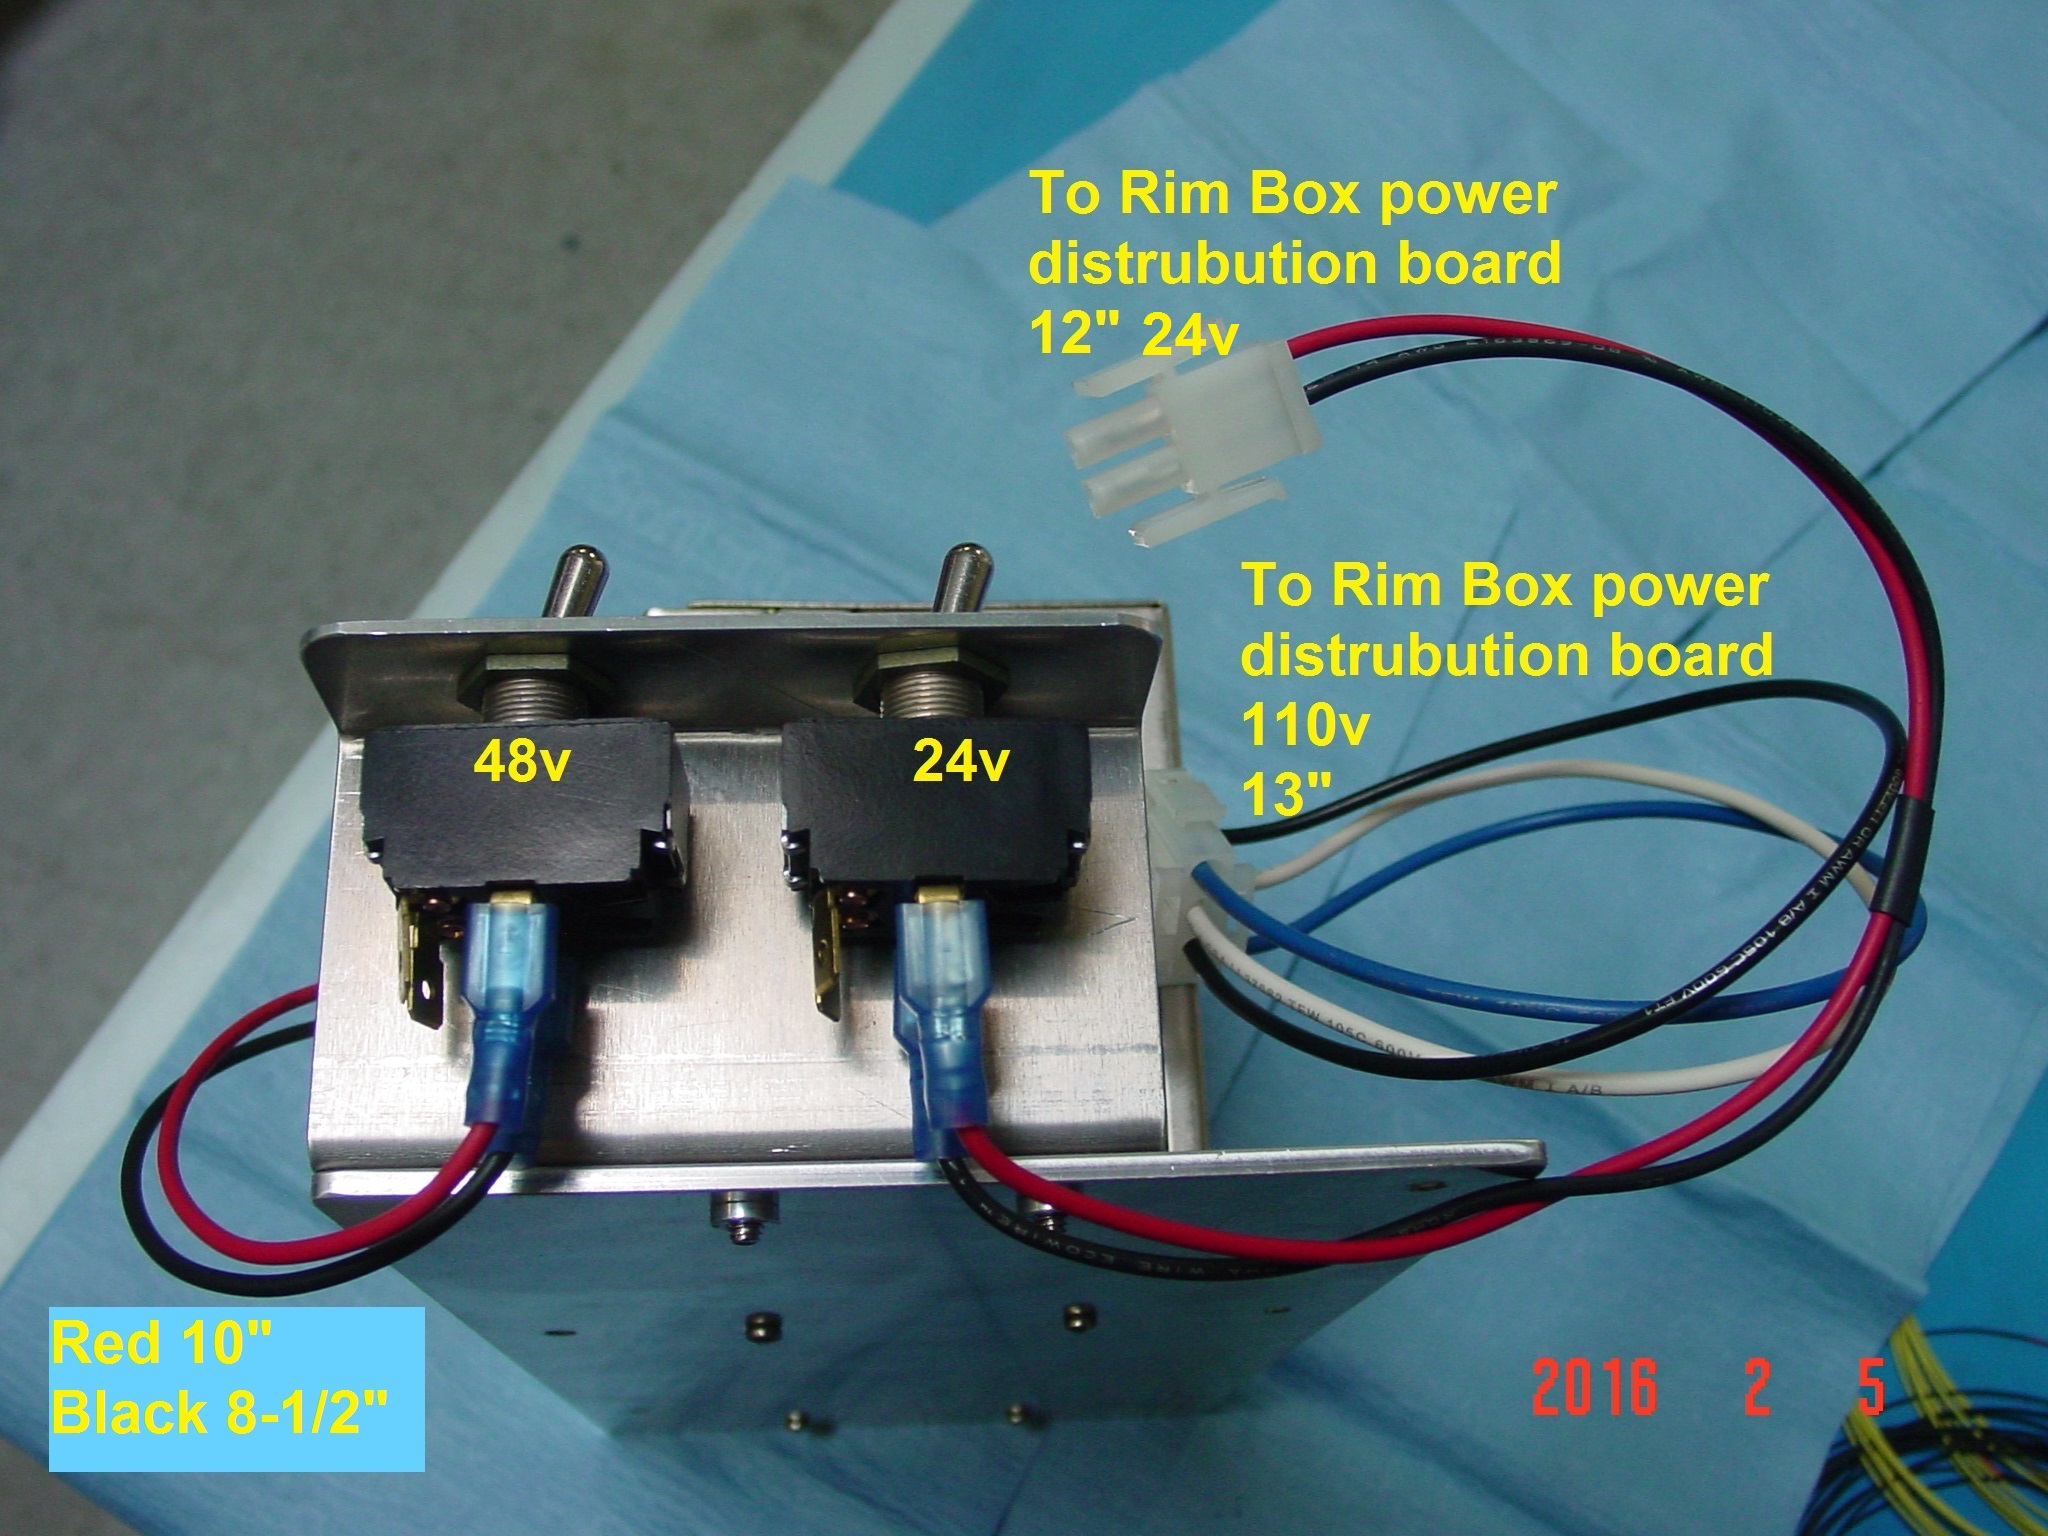 To Rim Box power
distrubution board
12" 24v
To Rim Box power
distrubution board
110v
13"
48v
24v
Red 10"
Black 8-1/2"
2016 2 5